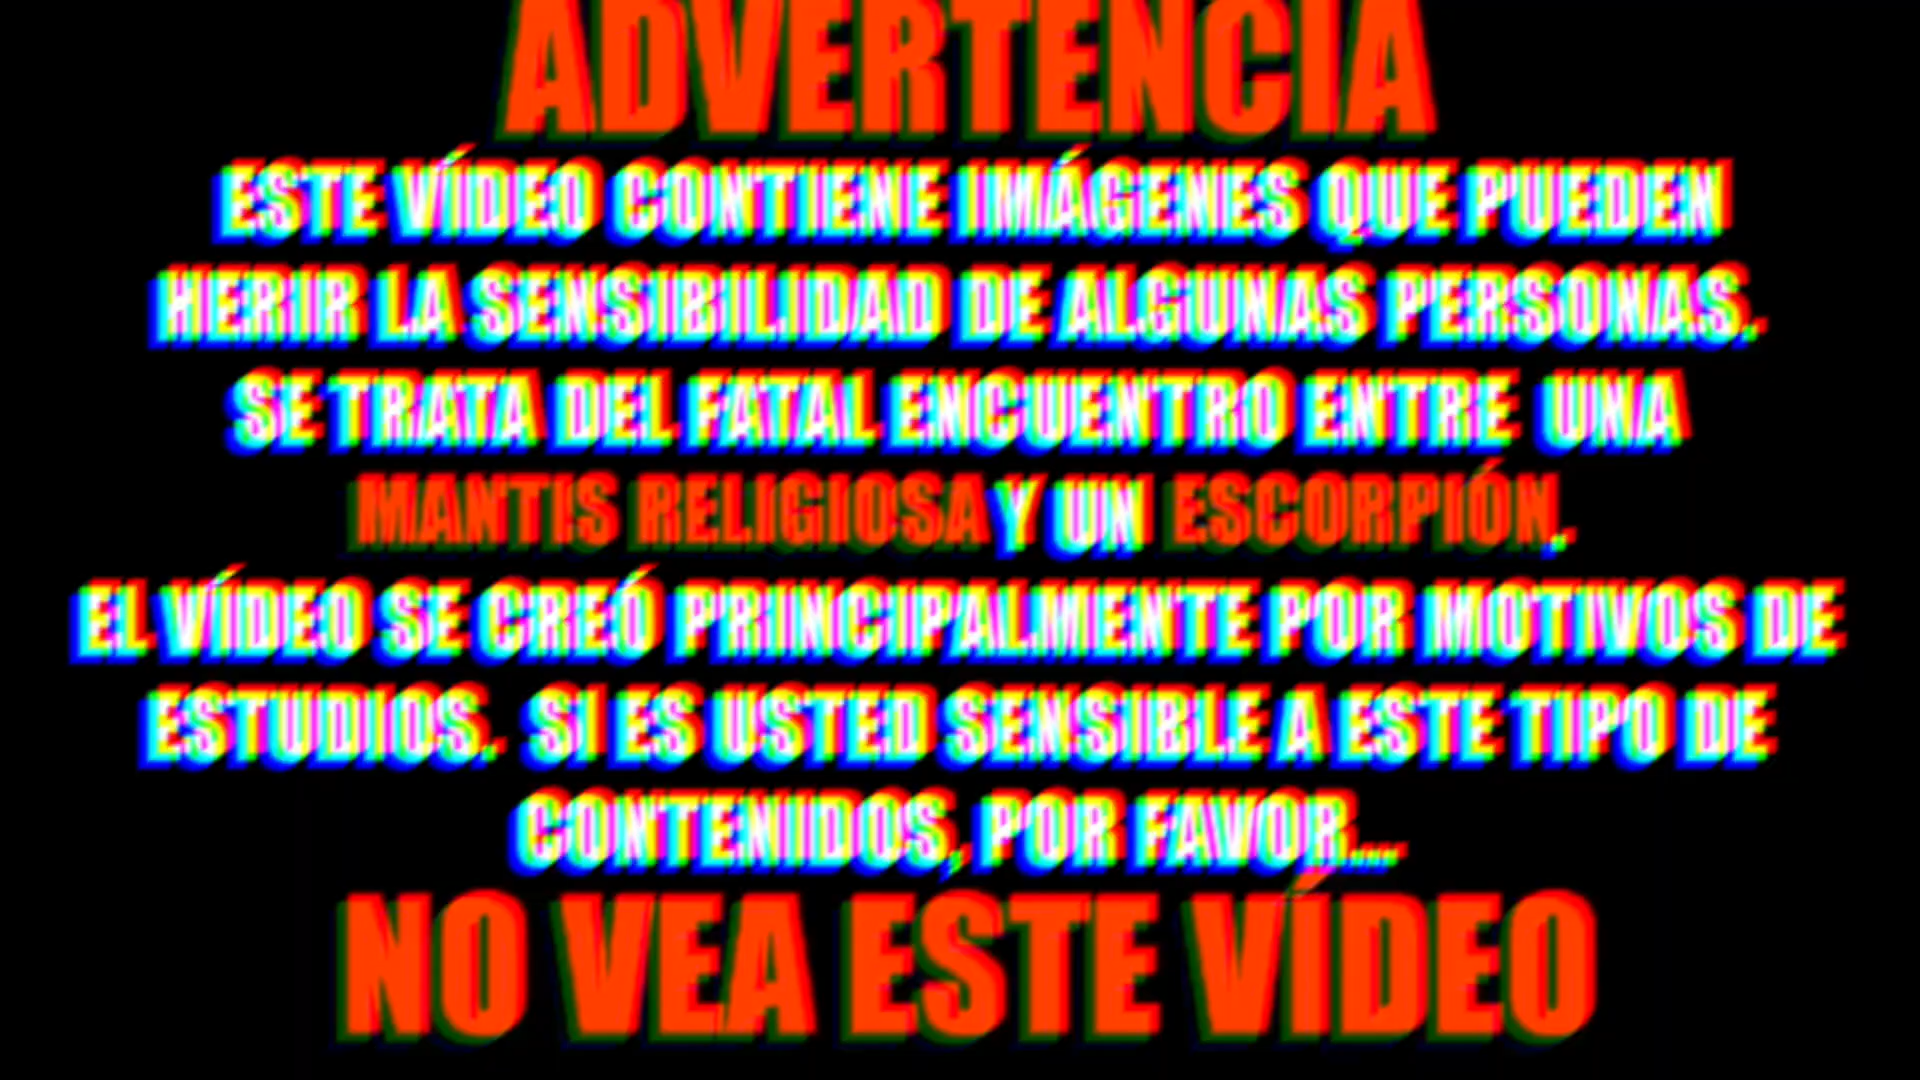 ADVERTENCIA
ESTE VÍDEO CONTIENE IMÁGENES QUE PUEDEN
HERIR LA SENSIBILIDAD DE ALGUNAS PERSONAS.
SE TRATA DEL FATAL ENCUENTRO ENTRE UNA
MANTIS RELIGIOSA Y UN ESCORPIÓN.
EL VÍDEO SE CREÓ PRINCIPALMENTE POR MOTIVOS DE
ESTUDIOS. SI ES USTED SENSIBLE A ESTE TIPO DE
CONTENIDOS, POR FAVOR....
NO VEA ESTE VÍDEO